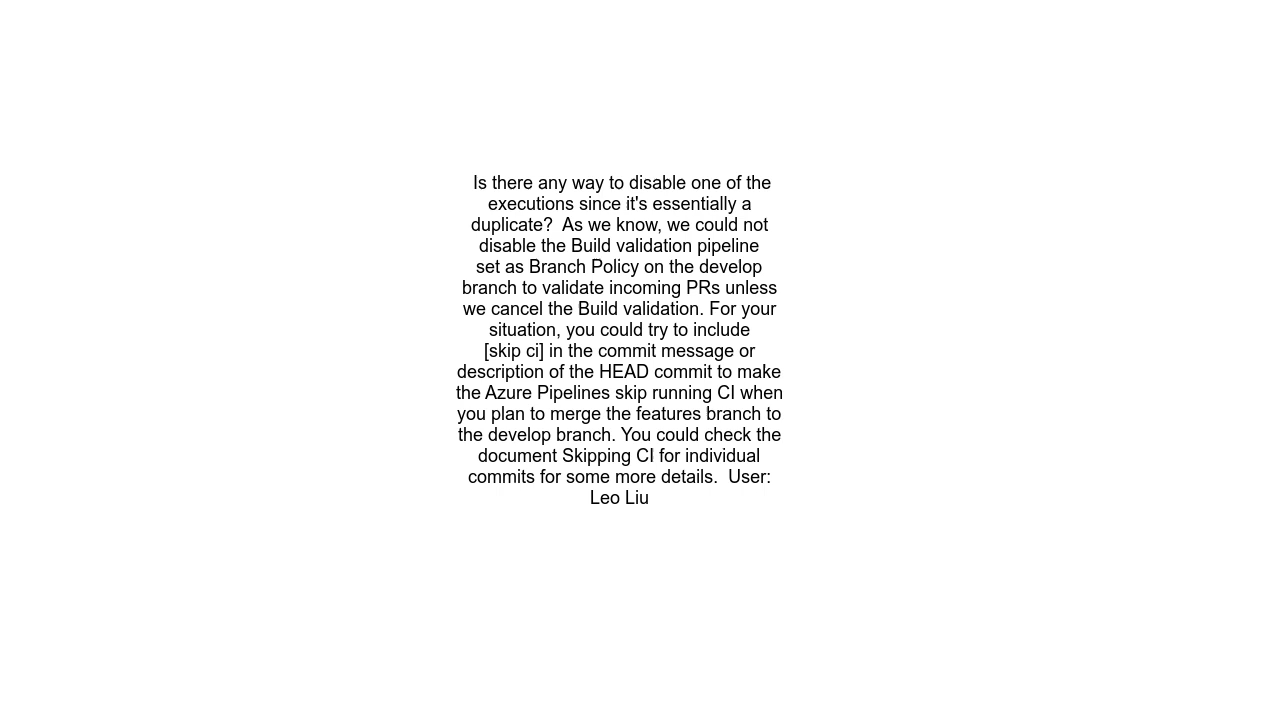 Is there any way to disable one of the
executions since it's essentially a
duplicate?  As we know, we could not
disable the Build validation pipeline
set as Branch Policy on the develop
branch to validate incoming PRs unless
we cancel the Build validation. For your
situation, you could try to include
[skip ci] in the commit message or
description of the HEAD commit to make
the Azure Pipelines skip running CI when
you plan to merge the features branch to
the develop branch. You could check the
document Skipping CI for individual
commits for some more details.  User:
Leo Liu